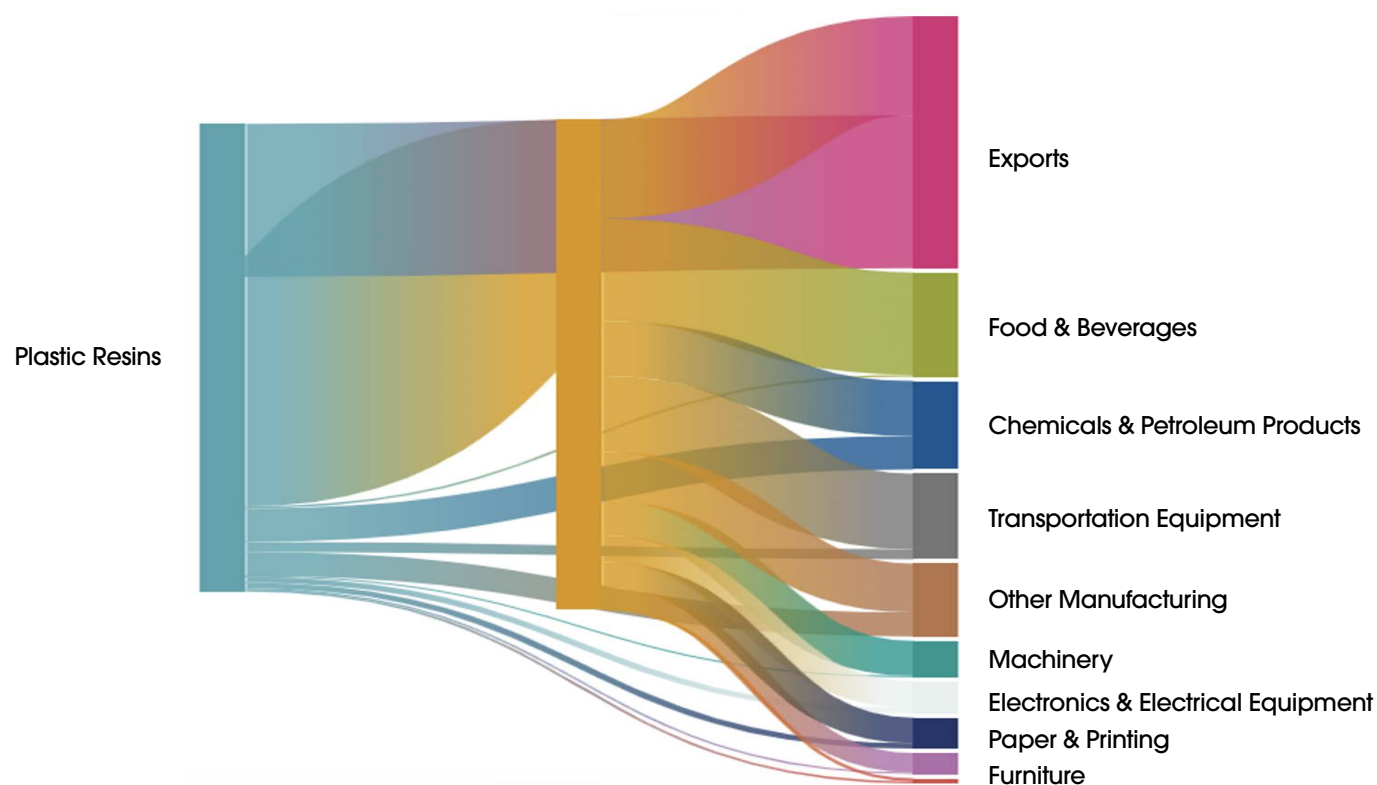 Exports
Food & Beverages
Plastic Resins
Chemicals & Petroleum Products
Transportation Equipment
Other Manufacturing
Machinery
Electronics & Electrical Equipment
Paper & Printing
Furniture